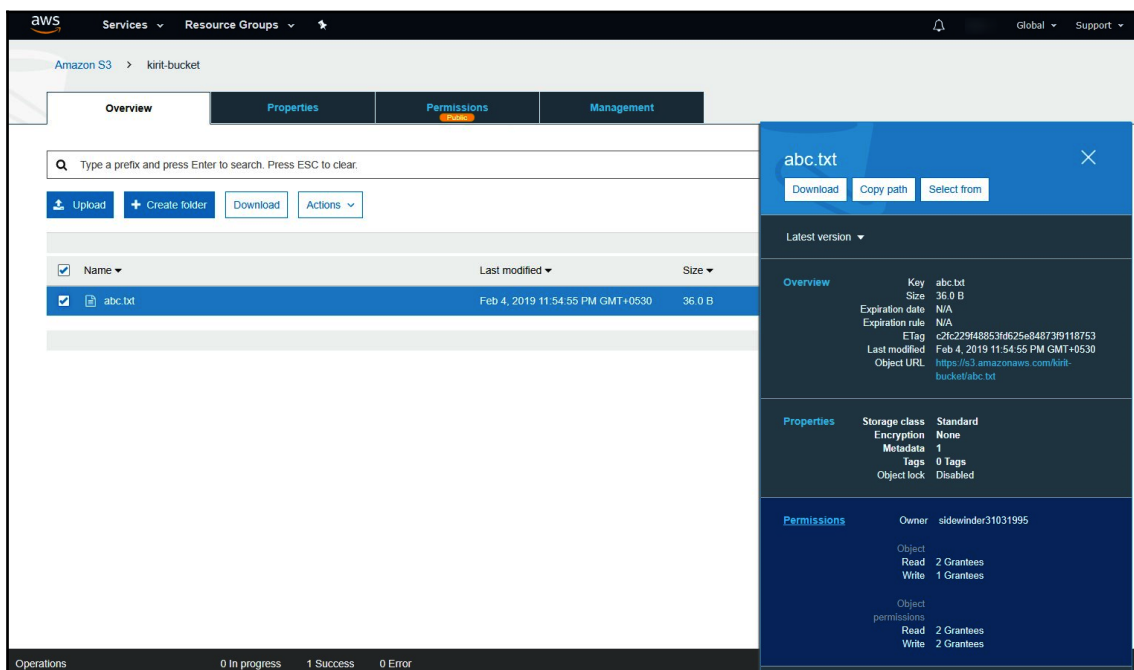 aws Services Resource Groups Global Support
Amazon S3 > kirit-bucket
Overview Properties Permissions Management
Public
Type a prefix and press Enter to search. Press ESC to clear.
Upload + Create folder Download Actions
Name Last modified Size
abc.txt Feb 4, 2019 11:54:55 PM GMT+0530 36.0 B
abc.txt
Download Copy path Select from
Latest version
Overview Key abc.txt
Size 36.0 B
Expiration date N/A
Expiration rule N/A
ETag c2fc229f48853fd625e84873f9118753
Last modified Feb 4, 2019 11:54:55 PM GMT+0530
Object URL https://s3.amazonaws.com/kirit-
bucket/abc.txt
Properties Storage class Standard
Encryption None
Metadata 1
Tags 0 Tags
Object lock Disabled
Permissions Owner sidewinder31031995
Object
Read 2 Grantees
Write 1 Grantees
Object
permissions
Read 2 Grantees
Write 2 Grantees
Operations 0 In progress 1 Success 0 Error